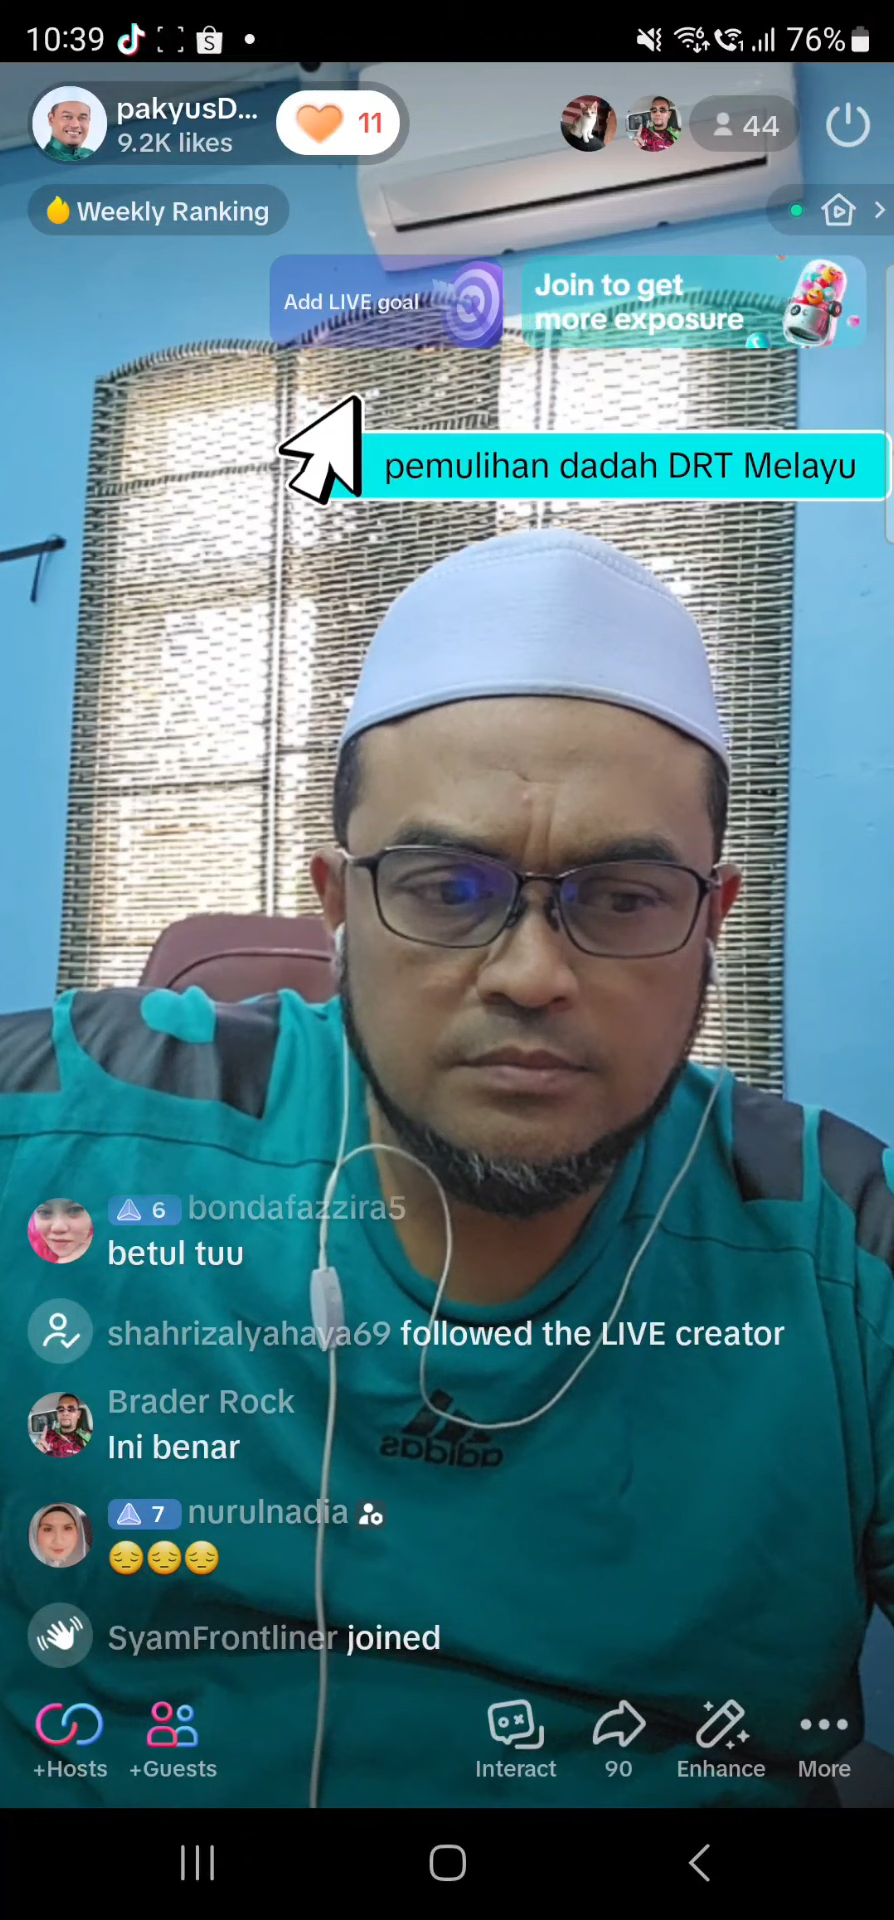 10:39
S
76%
pakyusD...
9.2K likes
11
44
Weekly Ranking
Add LIVE goal
Join to get
more exposure
pemulihan dadah DRT Melayu
6 bondafazzira5
betul tuu
shahrizalyahaya69 followed the LIVE creator
Brader Rock
Ini benar
adidas
7 nurulnadia
😔😔😔
SyamFrontliner joined
+Hosts
+Guests
Interact
90
Enhance
More